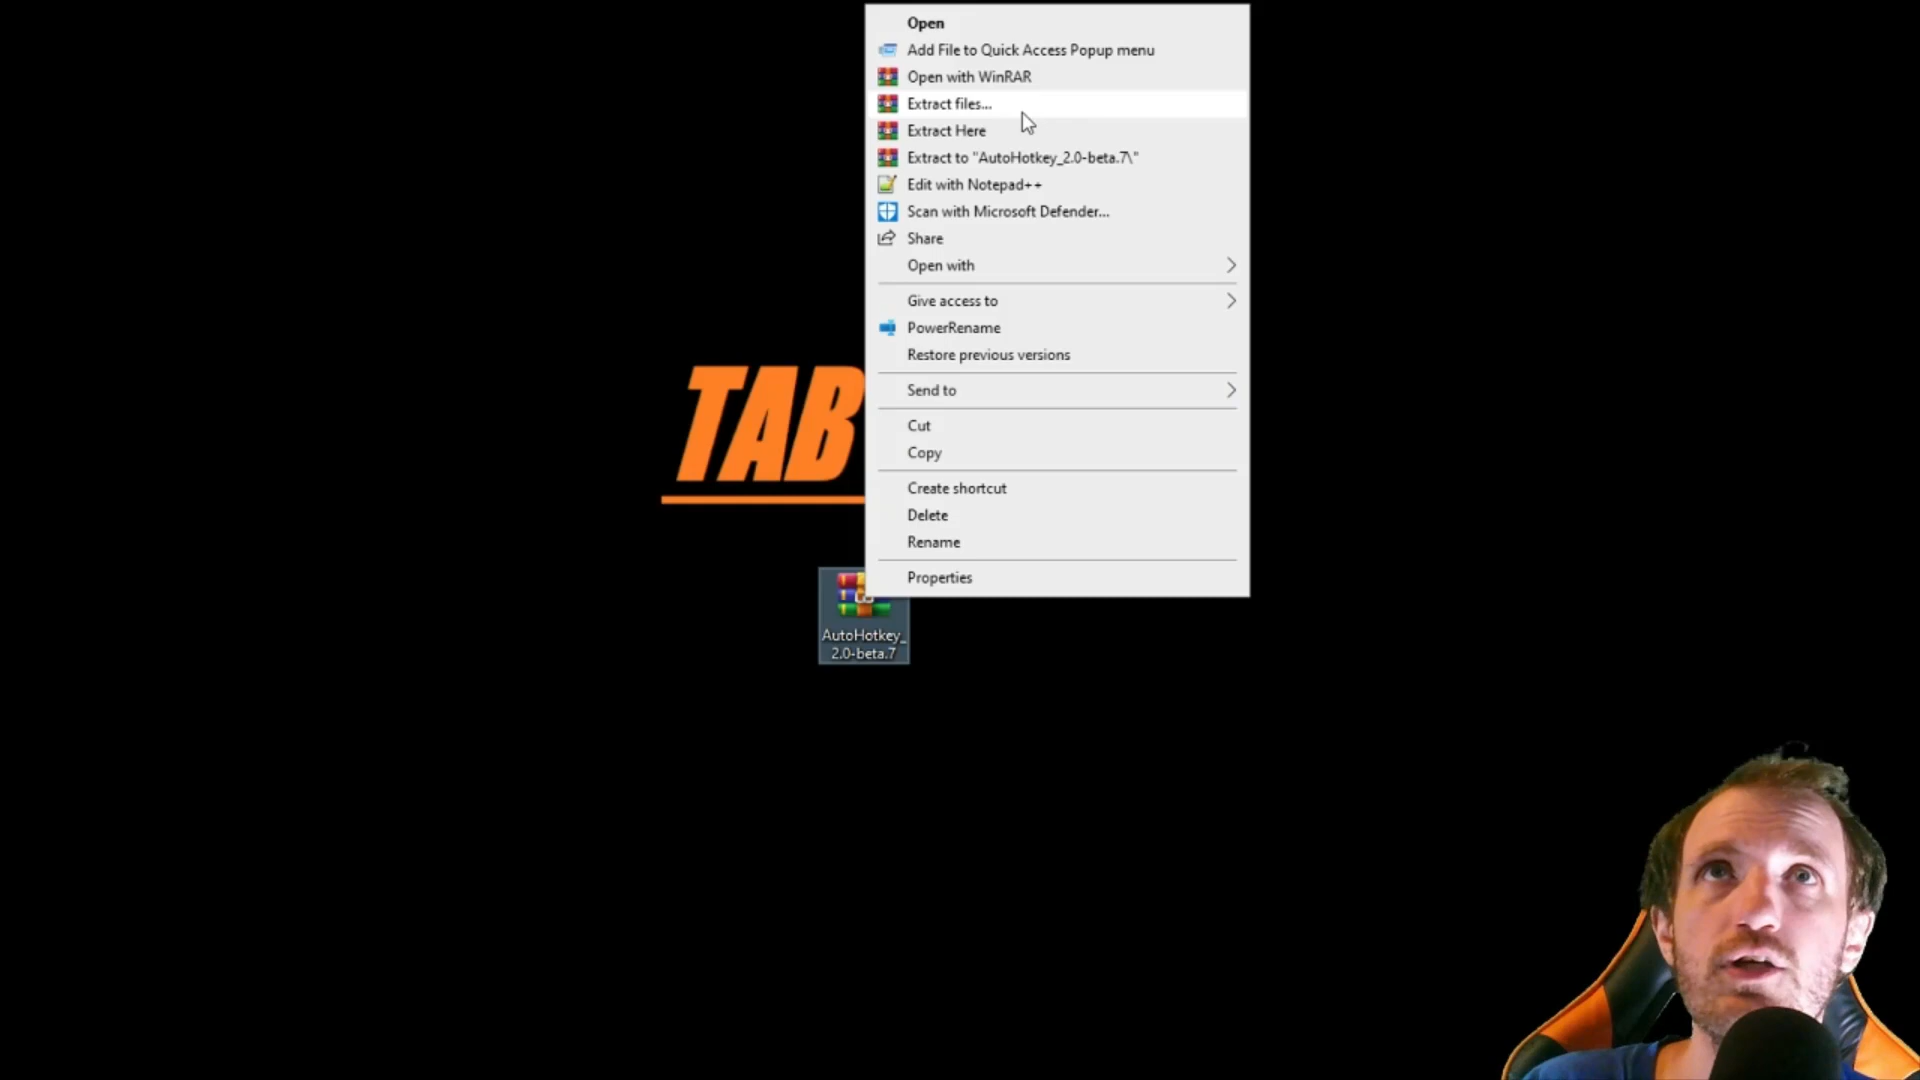 Open
Add File to Quick Access Popup menu
Open with WinRAR
Extract files...
Extract Here
Extract to "AutoHotkey_2.0-beta.7\"
Edit with Notepad++
Scan with Microsoft Defender...
Share
Open with
Give access to
PowerRename
Restore previous versions
Send to
Cut
Copy
Create shortcut
Delete
Rename
Properties
TAB
AutoHotkey_
2.0-beta.7